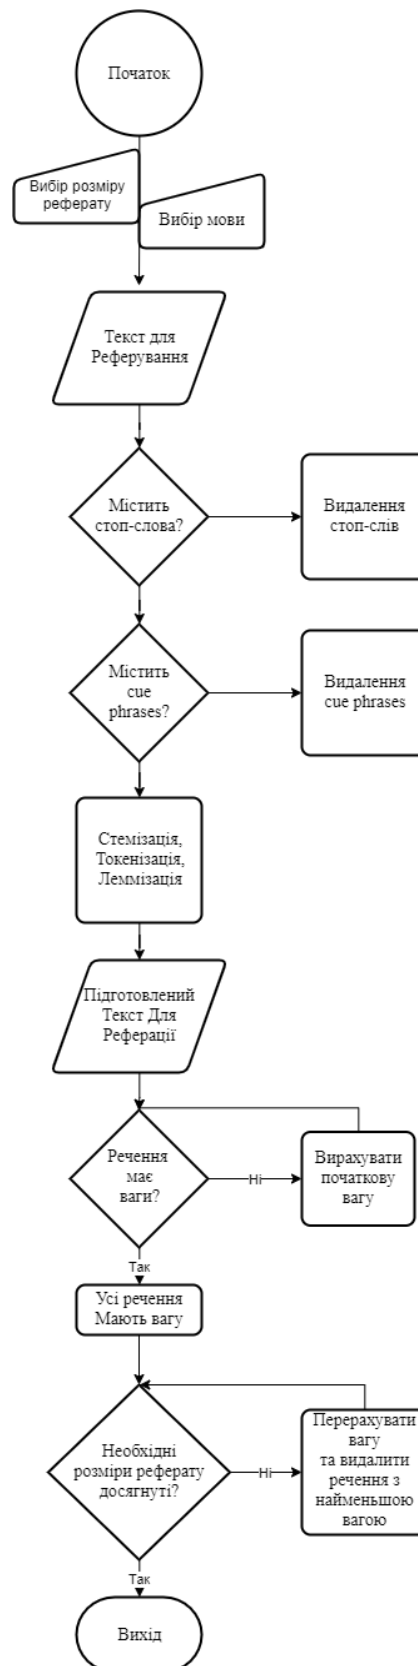 Початок
Вибір розміру
реферату
Вибір мови
Текст для
Реферування
Містить
стоп-слова?
Видалення
стоп-слів
Містить
cue
phrases?
Видалення
cue phrases
Стемізація,
Токенізація,
Леммізація
Підготовлений
Текст Для
Реферації
Речення
має
ваги?
Ні
Вирахувати
початкову
вагу
Так
Усі речення
Мають вагу
Необхідні
розміри реферату
досягнуті?
Ні
Перерахувати
вагу
та видалити
речення з
найменьшою
вагою
Так
Вихід